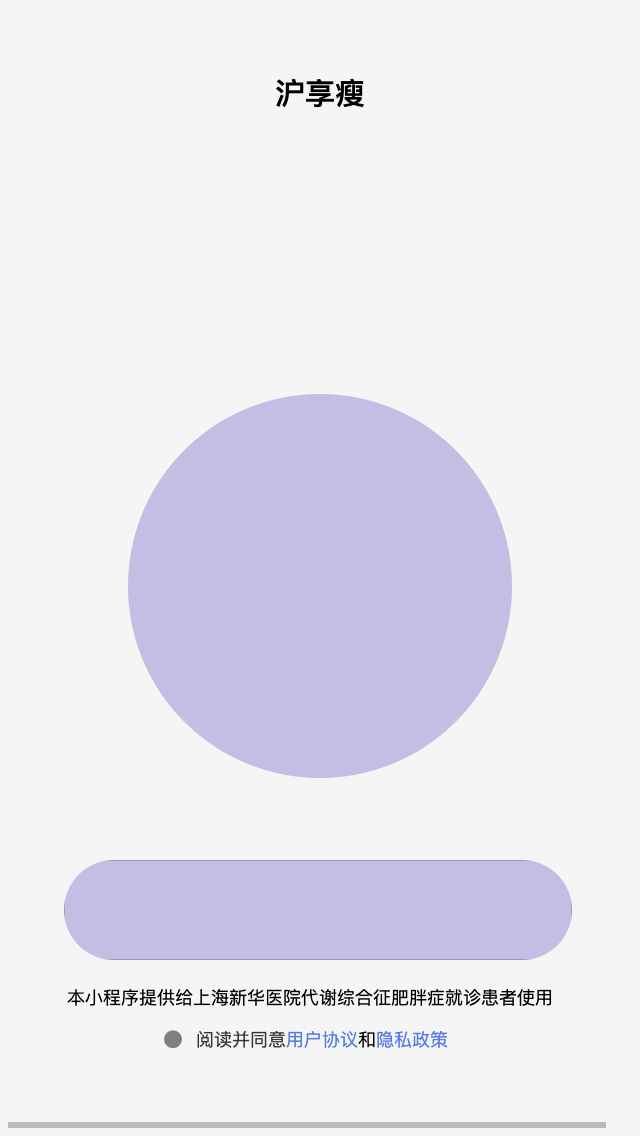 沪享瘦
本小程序提供给上海新华医院代谢综合征肥胖症就诊患者使用
阅读并同意用户协议和隐私政策